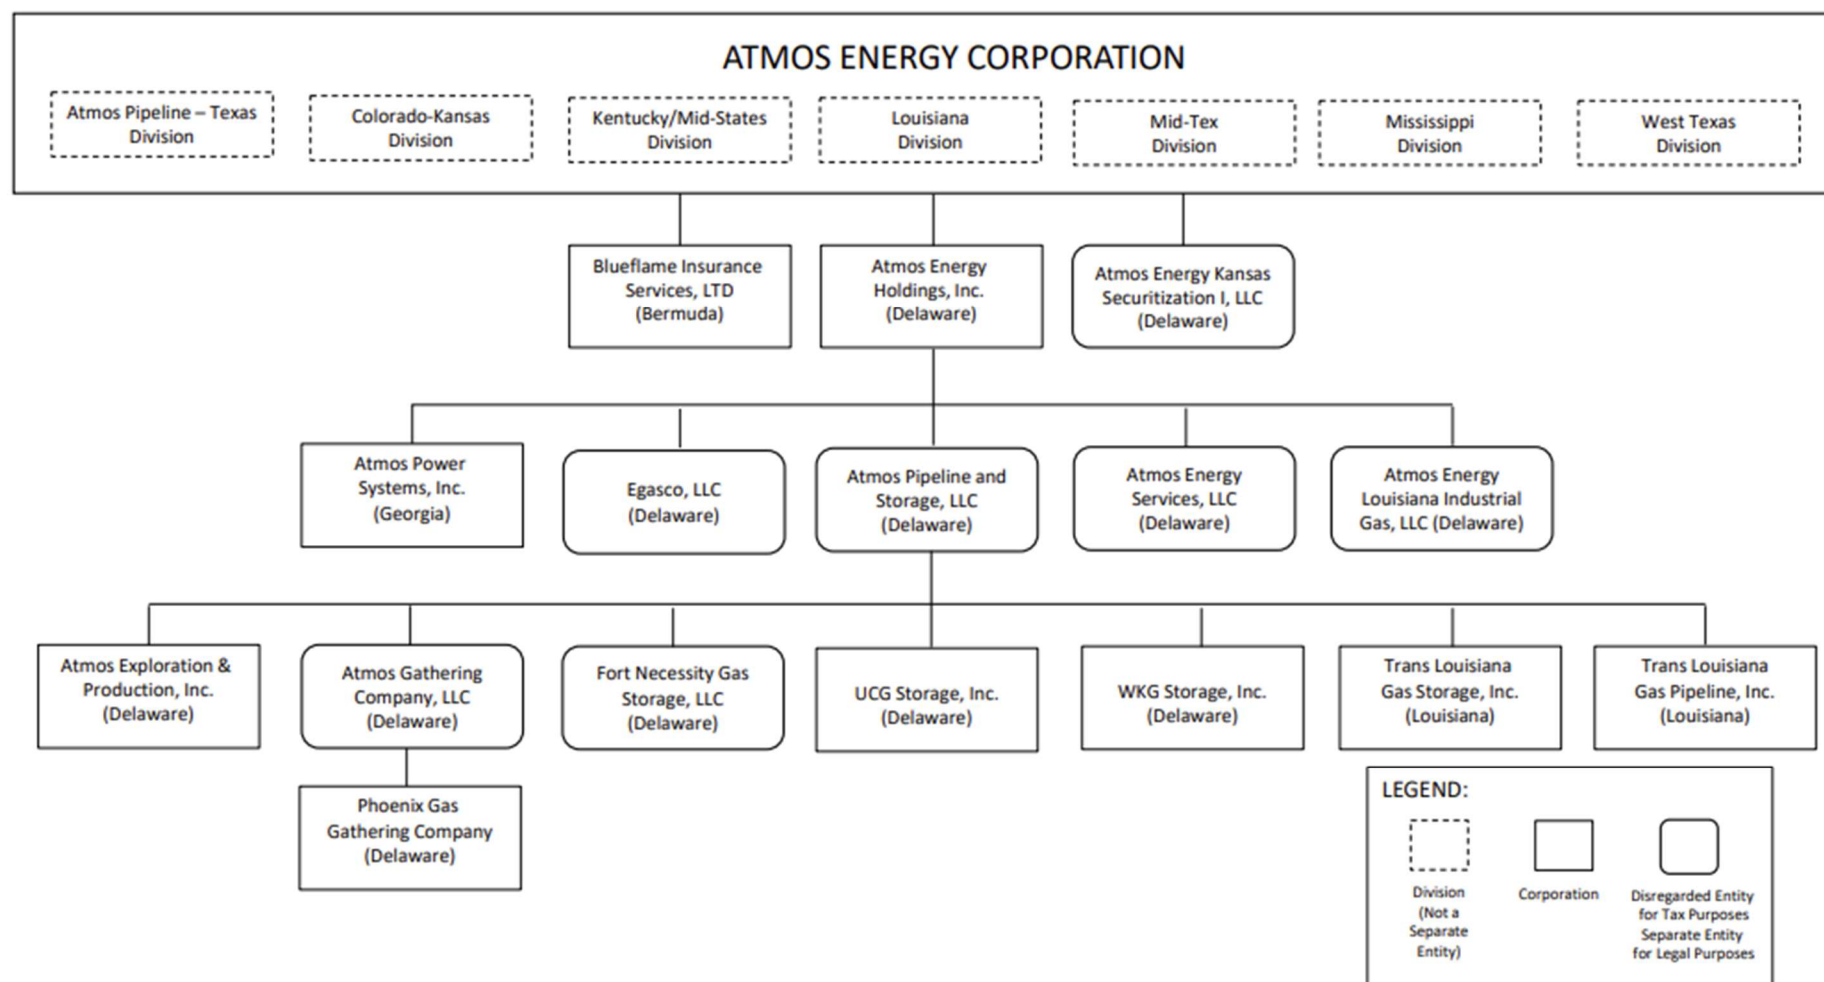 ATMOS ENERGY CORPORATION
Atmos Pipeline – Texas
Division
Colorado-Kansas
Division
Kentucky/Mid-States
Division
Louisiana
Division
Mid-Tex
Division
Mississippi
Division
West Texas
Division
Blueflame Insurance
Services, LTD
(Bermuda)
Atmos Energy
Holdings, Inc.
(Delaware)
Atmos Energy Kansas
Securitization I, LLC
(Delaware)
Atmos Power
Systems, Inc.
(Georgia)
Egasco, LLC
(Delaware)
Atmos Pipeline and
Storage, LLC
(Delaware)
Atmos Energy
Services, LLC
(Delaware)
Atmos Energy
Louisiana Industrial
Gas, LLC (Delaware)
Atmos Exploration &
Production, Inc.
(Delaware)
Atmos Gathering
Company, LLC
(Delaware)
Fort Necessity Gas
Storage, LLC
(Delaware)
UCG Storage, Inc.
(Delaware)
WKG Storage, Inc.
(Delaware)
Trans Louisiana
Gas Storage, Inc.
(Louisiana)
Trans Louisiana
Gas Pipeline, Inc.
(Louisiana)
Phoenix Gas
Gathering Company
(Delaware)
LEGEND:
Division
(Not a
Separate
Entity)
Corporation
Disregarded Entity
for Tax Purposes
Separate Entity
for Legal Purposes